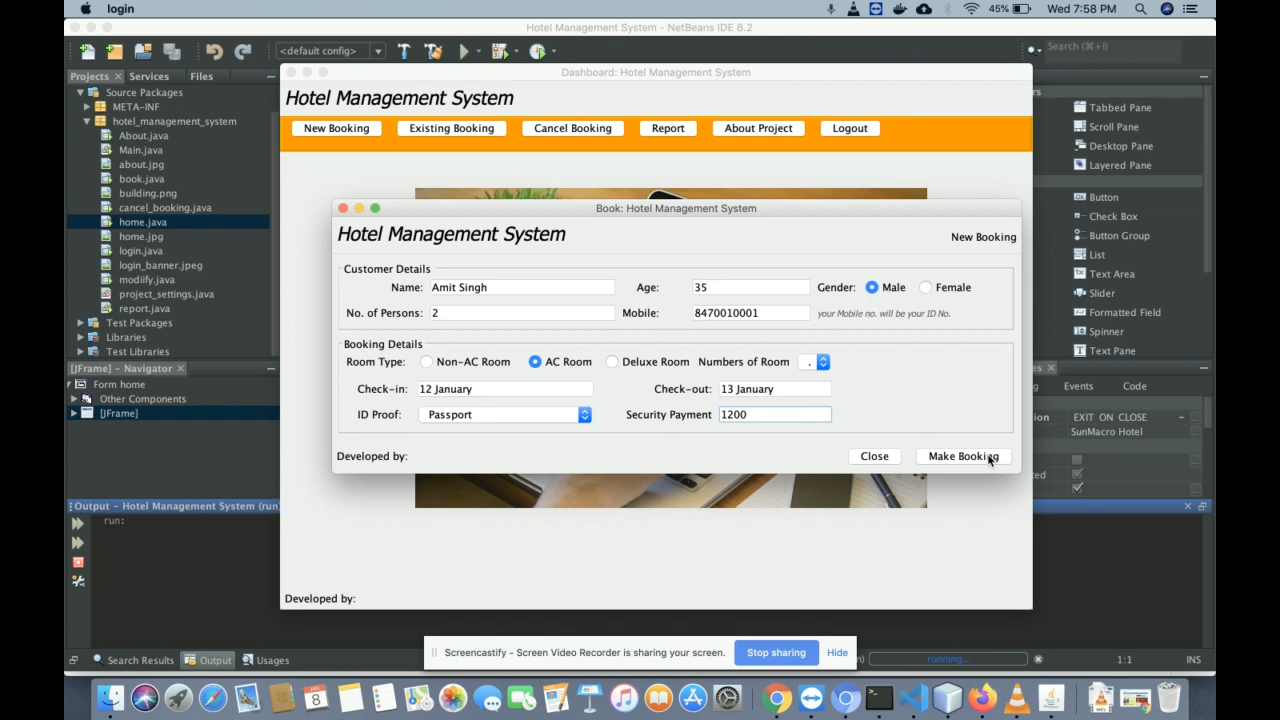 login
45%
Wed 7:58 PM
Hotel Management System - NetBeans IDE 8.2
<default config>
Search (⌘+I)
Projects
Services
Files
Source Packages
META-INF
hotel_management_system
About.java
Main.java
about.jpg
book.java
building.png
cancel_booking.java
home.java
home.jpg
login.java
login_banner.jpeg
modiify.java
project_settings.java
report.java
Test Packages
Libraries
Test Libraries
[JFrame] - Navigator
Form home
Other Components
[JFrame]
Dashboard: Hotel Management System
Hotel Management System
New Booking
Existing Booking
Cancel Booking
Report
About Project
Logout
Book: Hotel Management System
Hotel Management System
New Booking
Customer Details
Name: Amit Singh Age: 35 Gender: Male Female
No. of Persons: 2 Mobile: 8470010001 your Mobile no. will be your ID No.
Booking Details
Room Type: Non-AC Room AC Room Deluxe Room Numbers of Room .
Check-in: 12 January Check-out: 13 January
ID Proof: Passport Security Payment 1200
Developed by: Close Make Booking
Developed by:
Tabbed Pane
Scroll Pane
Desktop Pane
Layered Pane
Button
Check Box
Button Group
List
Text Area
Slider
Formatted Field
Spinner
Text Pane
Events
Code
EXIT_ON_CLOSE
SunMacro Hotel
Output - Hotel Management System (run
run:
Screencastify - Screen Video Recorder is sharing your screen.
Stop sharing
Hide
Search Results
Output
Usages
running...
1:1
INS
8